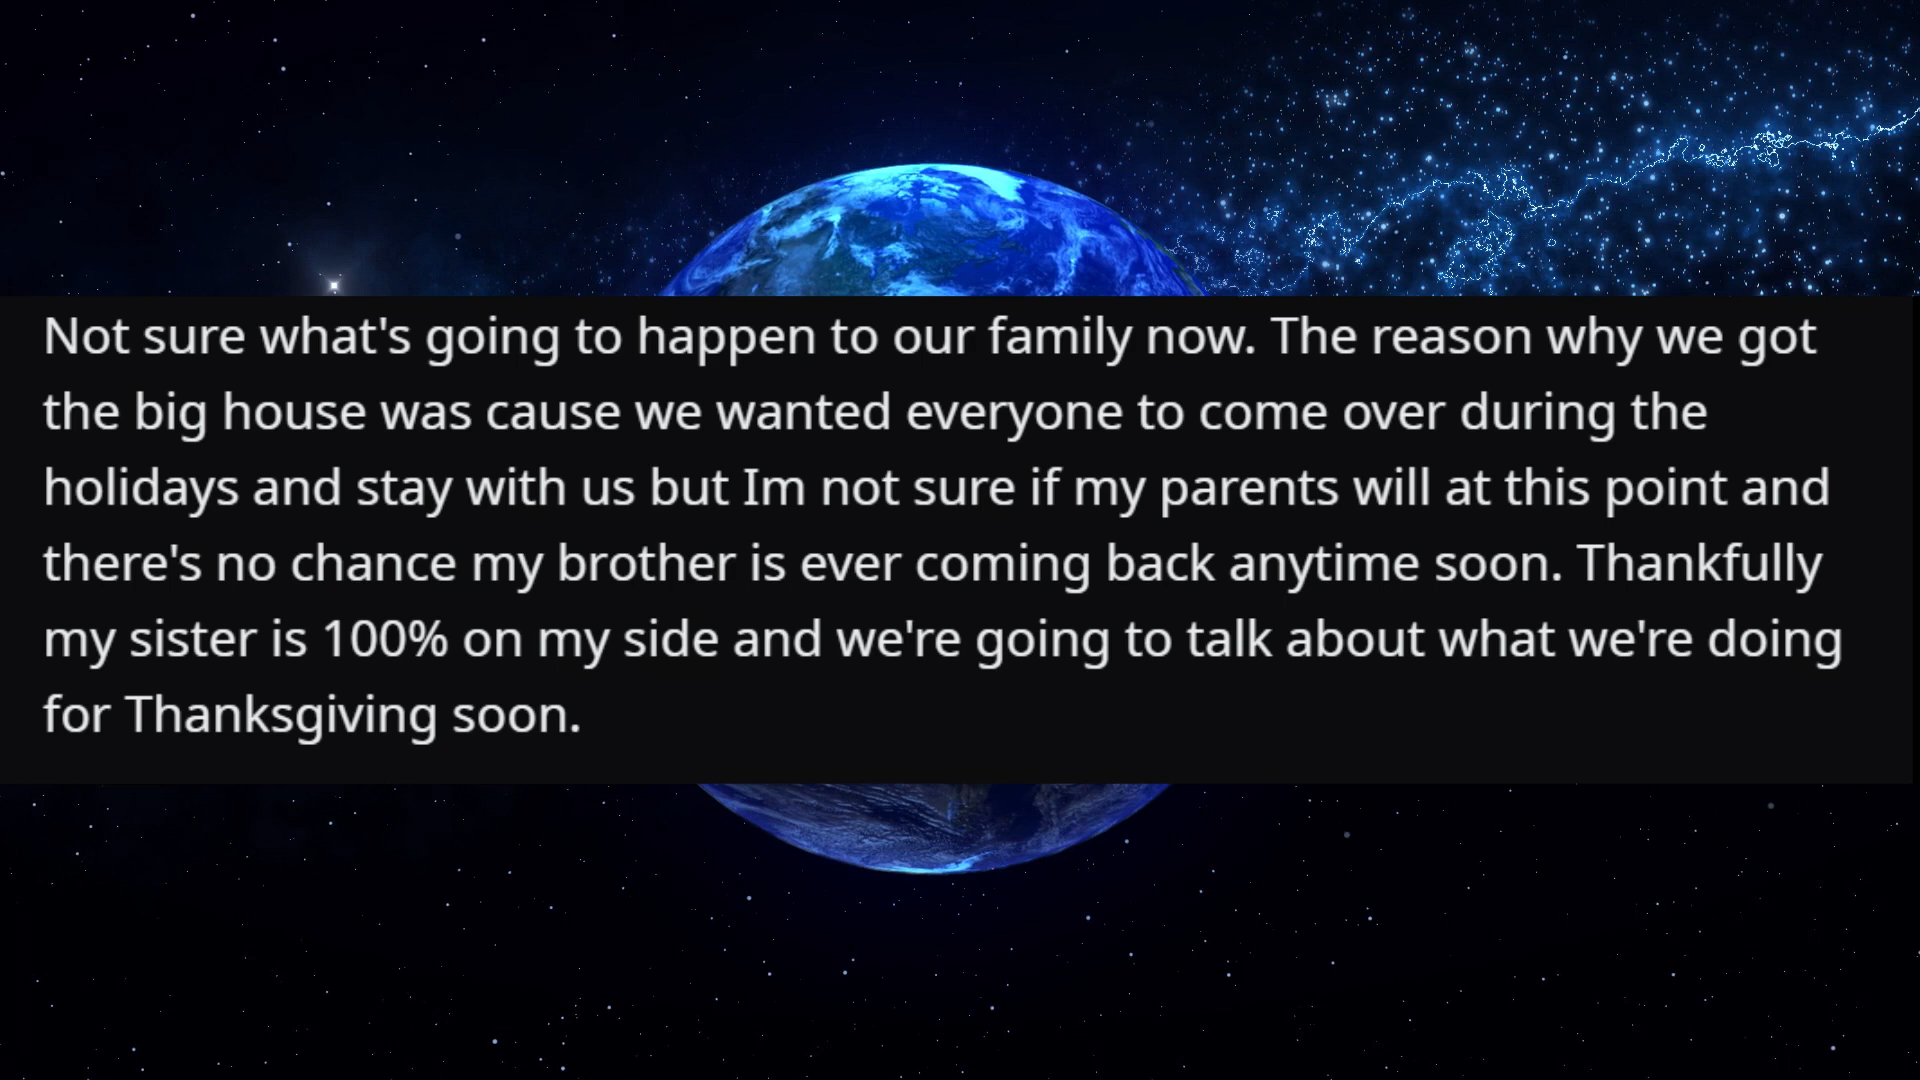 Not sure what's going to happen to our family now. The reason why we got
the big house was cause we wanted everyone to come over during the
holidays and stay with us but Im not sure if my parents will at this point and
there's no chance my brother is ever coming back anytime soon. Thankfully
my sister is 100% on my side and we're going to talk about what we're doing
for Thanksgiving soon.